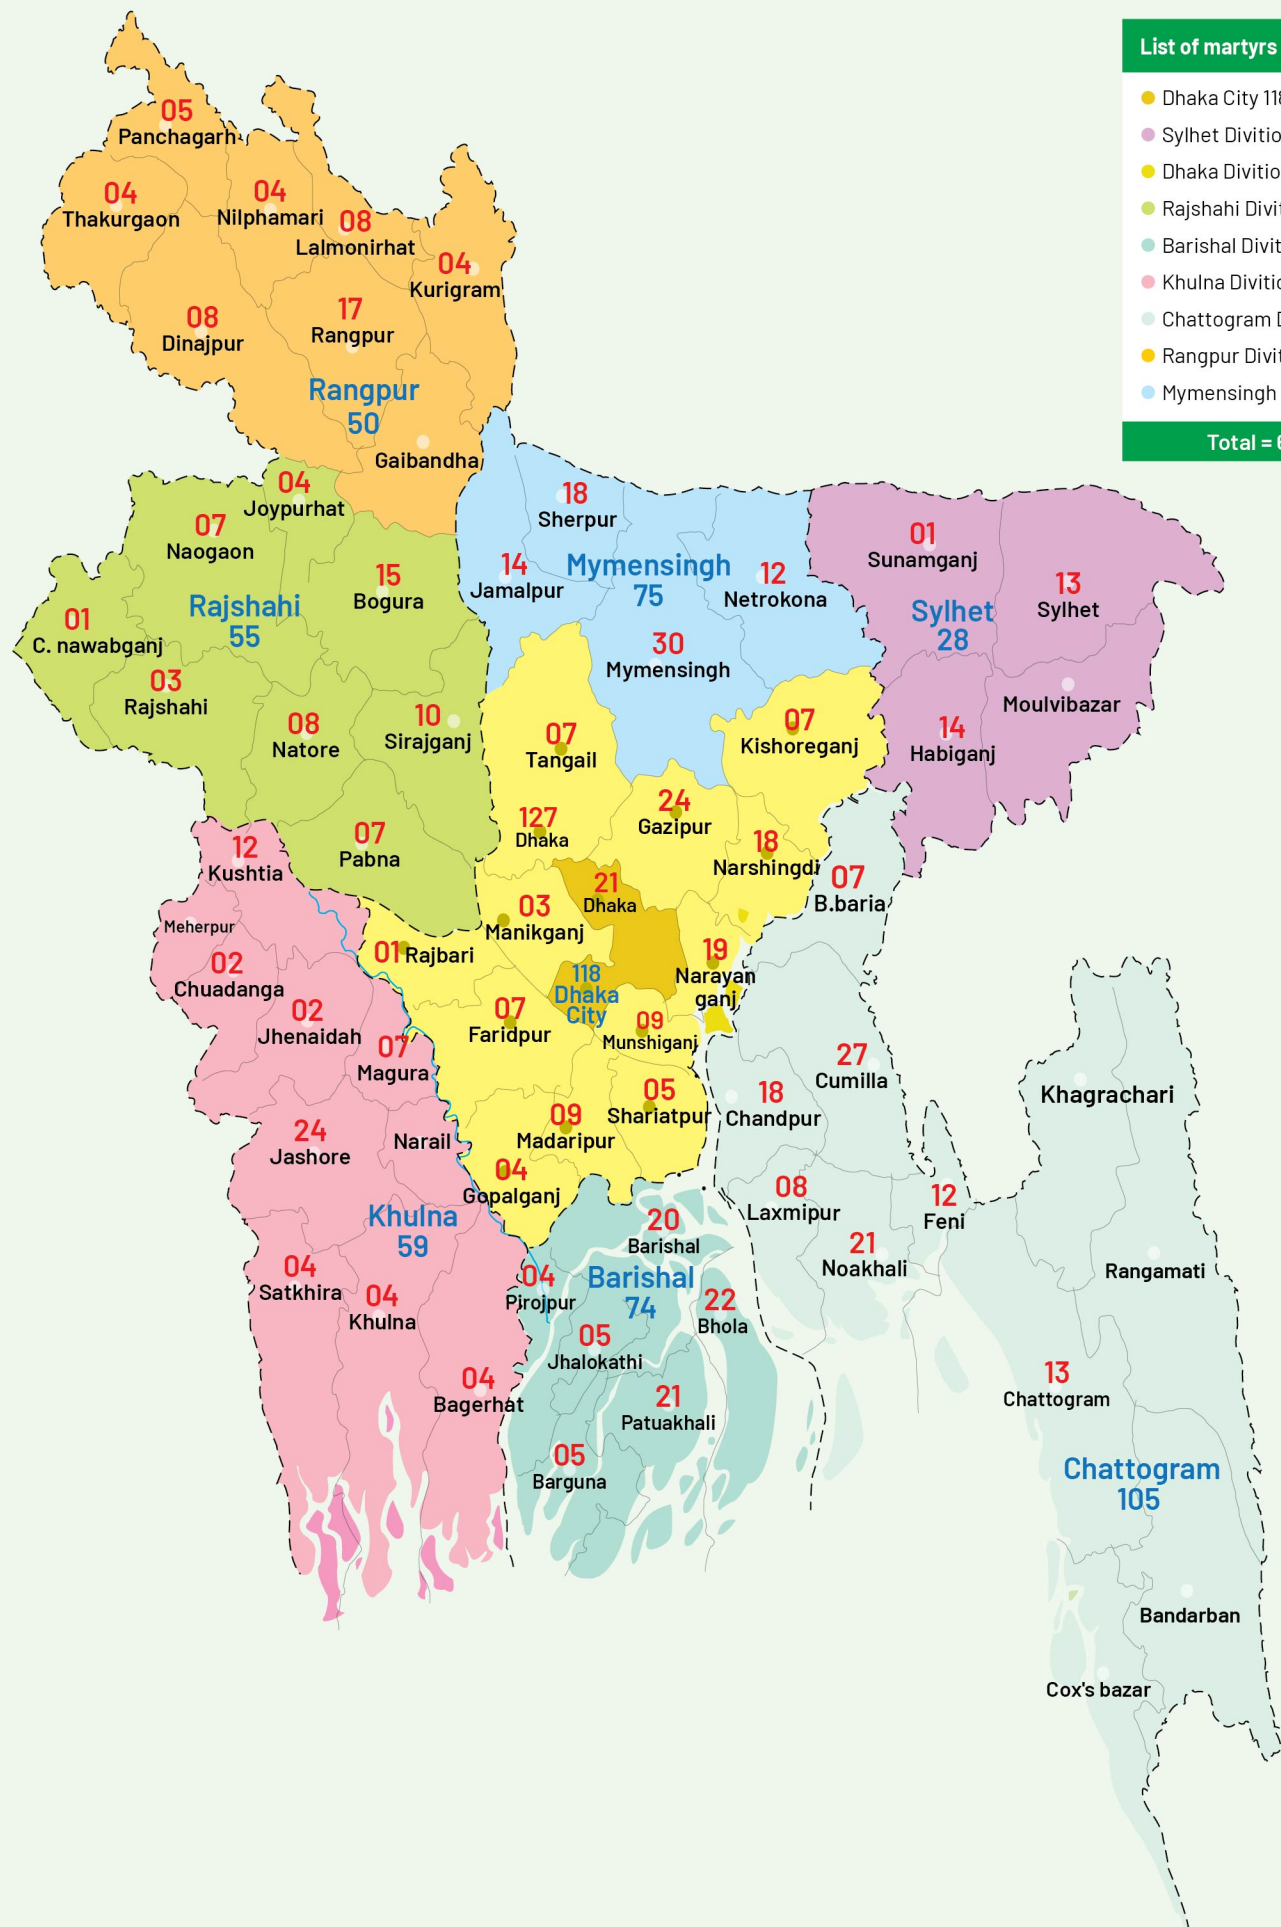 List of martyrs
Dhaka City 118
Sylhet Divitio
Dhaka Divitio
Rajshahi Divit
Barishal Divit
Khulna Divitio
Chattogram D
Rangpur Divit
Mymensingh
Total = 6
05
Panchagarh
04
Thakurgaon
04
Nilphamari
08
Lalmonirhat
04
Kurigram
08
Dinajpur
17
Rangpur
Rangpur
50
Gaibandha
04
Joypurhat
07
Naogaon
15
Bogura
01
C. nawabganj
Rajshahi
55
03
Rajshahi
08
Natore
10
Sirajganj
07
Pabna
18
Sherpur
14
Jamalpur
Mymensingh
75
12
Netrokona
30
Mymensingh
01
Sunamganj
13
Sylhet
Sylhet
28
Moulvibazar
14
Habiganj
07
Tangail
07
Kishoreganj
127
Dhaka
24
Gazipur
18
Narshingdi
21
Dhaka
03
Manikganj
01 Rajbari
19
Narayan
ganj
118
Dhaka
City
07
Faridpur
09
Munshiganj
05
Shariatpur
09
Madaripur
04
Gopalganj
12
Kushtia
Meherpur
02
Chuadanga
02
Jhenaidah
07
Magura
24
Jashore
Narail
Khulna
59
04
Satkhira
04
Khulna
04
Bagerhat
20
Barishal
04
Pirojpur
Barishal
74
22
Bhola
05
Jhalokathi
21
Patuakhali
05
Barguna
07
B.baria
27
Cumilla
18
Chandpur
08
Laxmipur
12
Feni
21
Noakhali
Khagrachari
Rangamati
13
Chattogram
Chattogram
105
Bandarban
Cox's bazar